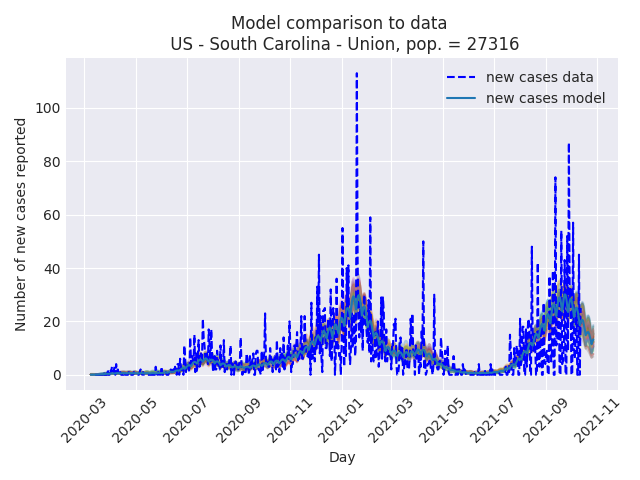 Model comparison to data
US - South Carolina - Union, pop. = 27316
new cases data
new cases model
Number of new cases reported
100
80
60
40
20
0
2020-03
2020-05
2020-07
2020-09
2020-11
2021-01
2021-03
2021-05
2021-07
2021-09
2021-11
Day